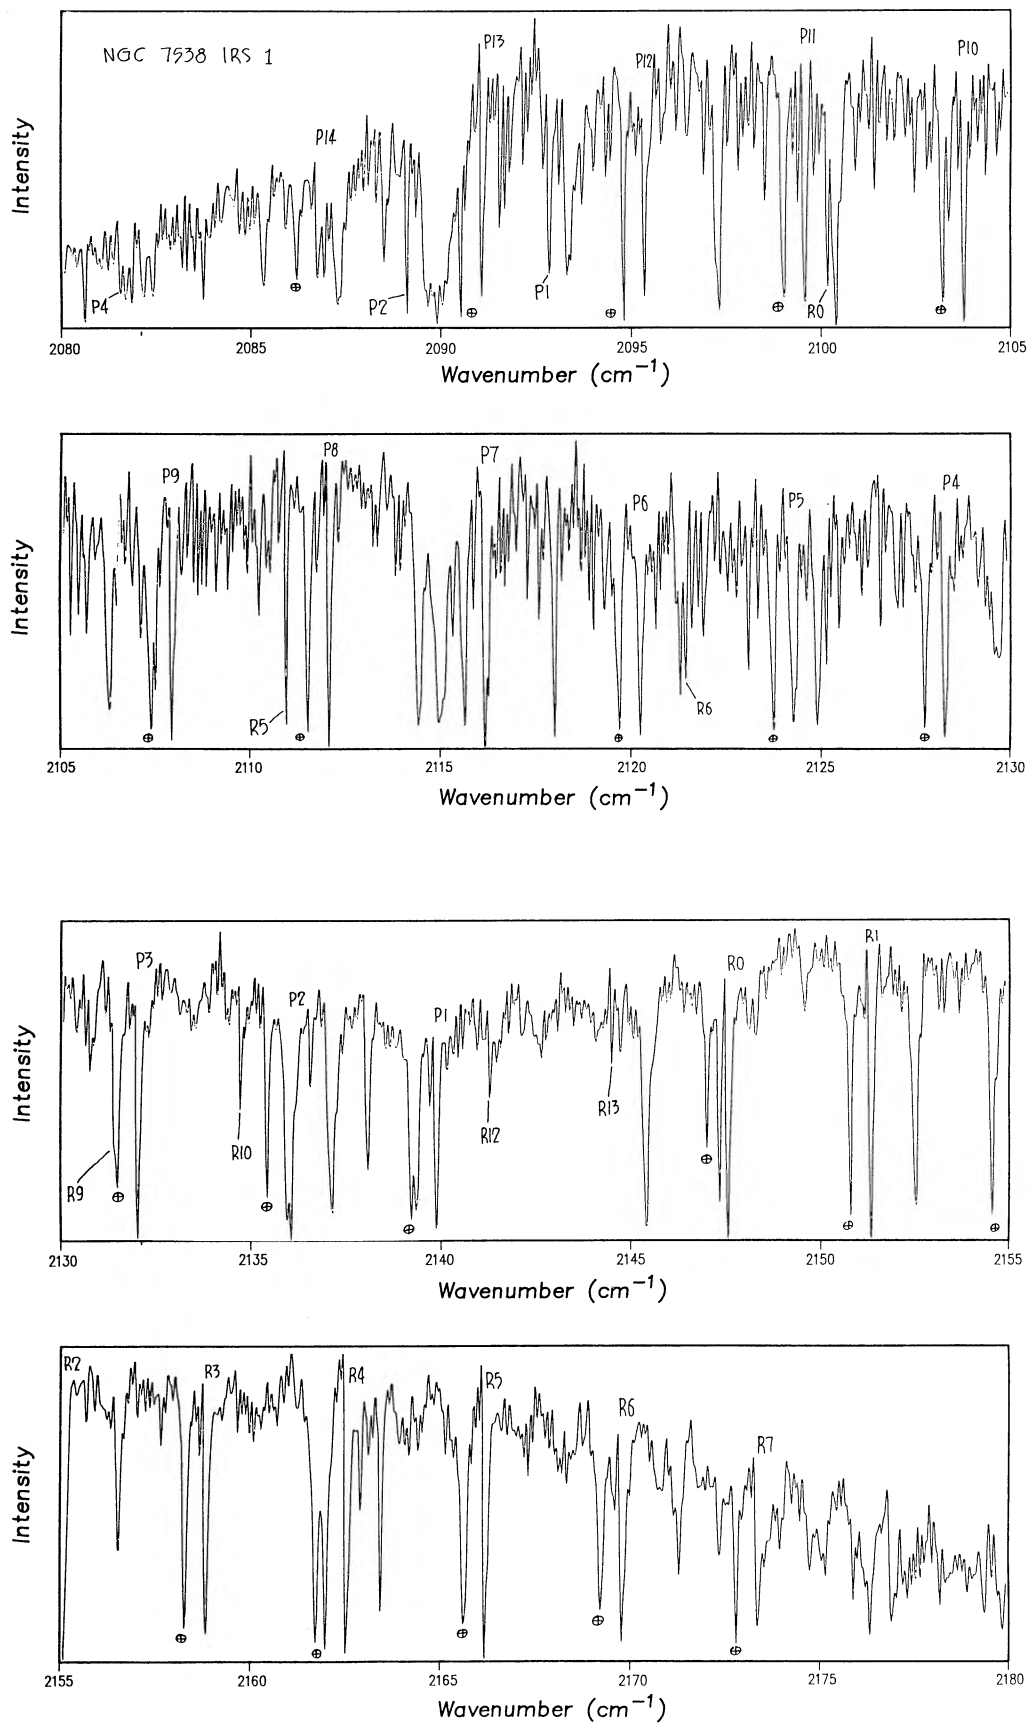 NGC 7538 IRS 1
P13
P11
P12
P10
P14
P4
P2
P1
R0
⊕ ⊕ ⊕ ⊕ ⊕
Intensity
2080 2085 2090 2095 2100 2105
Wavenumber (cm⁻¹)
P9
P8
P7
P6
P5
P4
R5
R6
⊕ ⊕ ⊕ ⊕ ⊕
Intensity
2105 2110 2115 2120 2125 2130
Wavenumber (cm⁻¹)
P3
P2
P1
R0
R1
R9
R10
R12
R13
⊕ ⊕ ⊕ ⊕ ⊕ ⊕
Intensity
2130 2135 2140 2145 2150 2155
Wavenumber (cm⁻¹)
R2
R3
R4
R5
R6
R7
⊕ ⊕ ⊕ ⊕ ⊕
Intensity
2155 2160 2165 2170 2175 2180
Wavenumber (cm⁻¹)